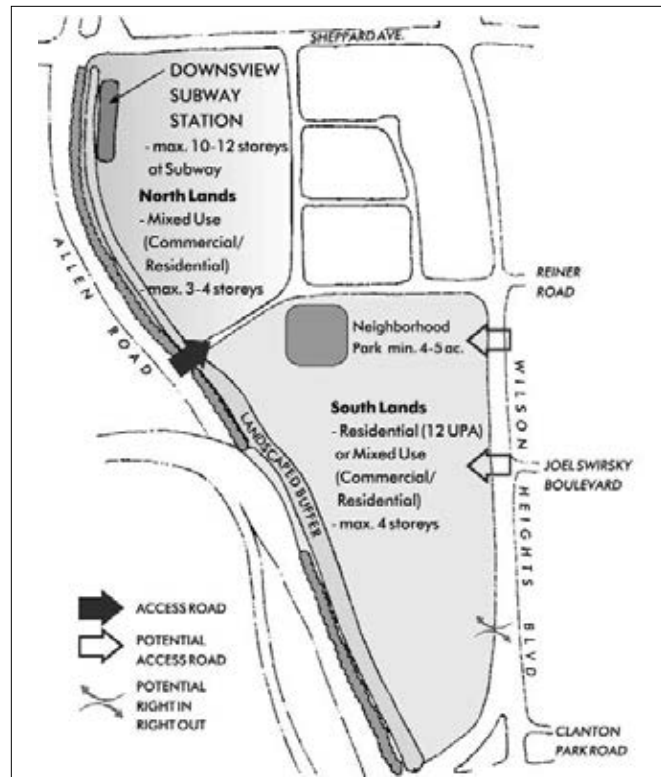 SHEPPARD AVE.
DOWNSVIEW
SUBWAY
STATION
- max. 10-12 storeys
at Subway
North Lands
- Mixed Use
(Commercial/
Residential)
- max. 3-4 storeys
ALLEN ROAD
REINER
ROAD
Neighborhood
Park min. 4-5 ac.
WILSON HEIGHTS BLVD
South Lands
- Residential (12 UPA)
or Mixed Use
(Commercial/
Residential)
- max. 4 storeys
LANDSCAPED BUFFER
JOEL SWIRSKY
BOULEVARD
ACCESS ROAD
POTENTIAL
ACCESS ROAD
POTENTIAL
RIGHT IN
RIGHT OUT
CLANTON
PARK ROAD